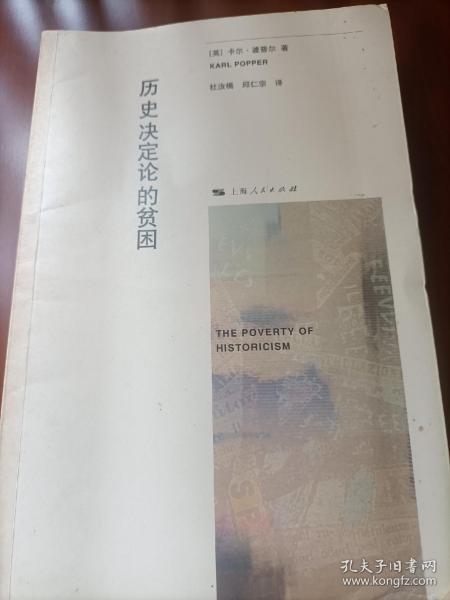 [英] 卡尔·波普尔 著
KARL POPPER
杜汝楫 邱仁宗 译
历史决定论的贫困
上海人民出版社
THE POVERTY OF
HISTORICISM
孔夫子旧书网
www.kongfz.com